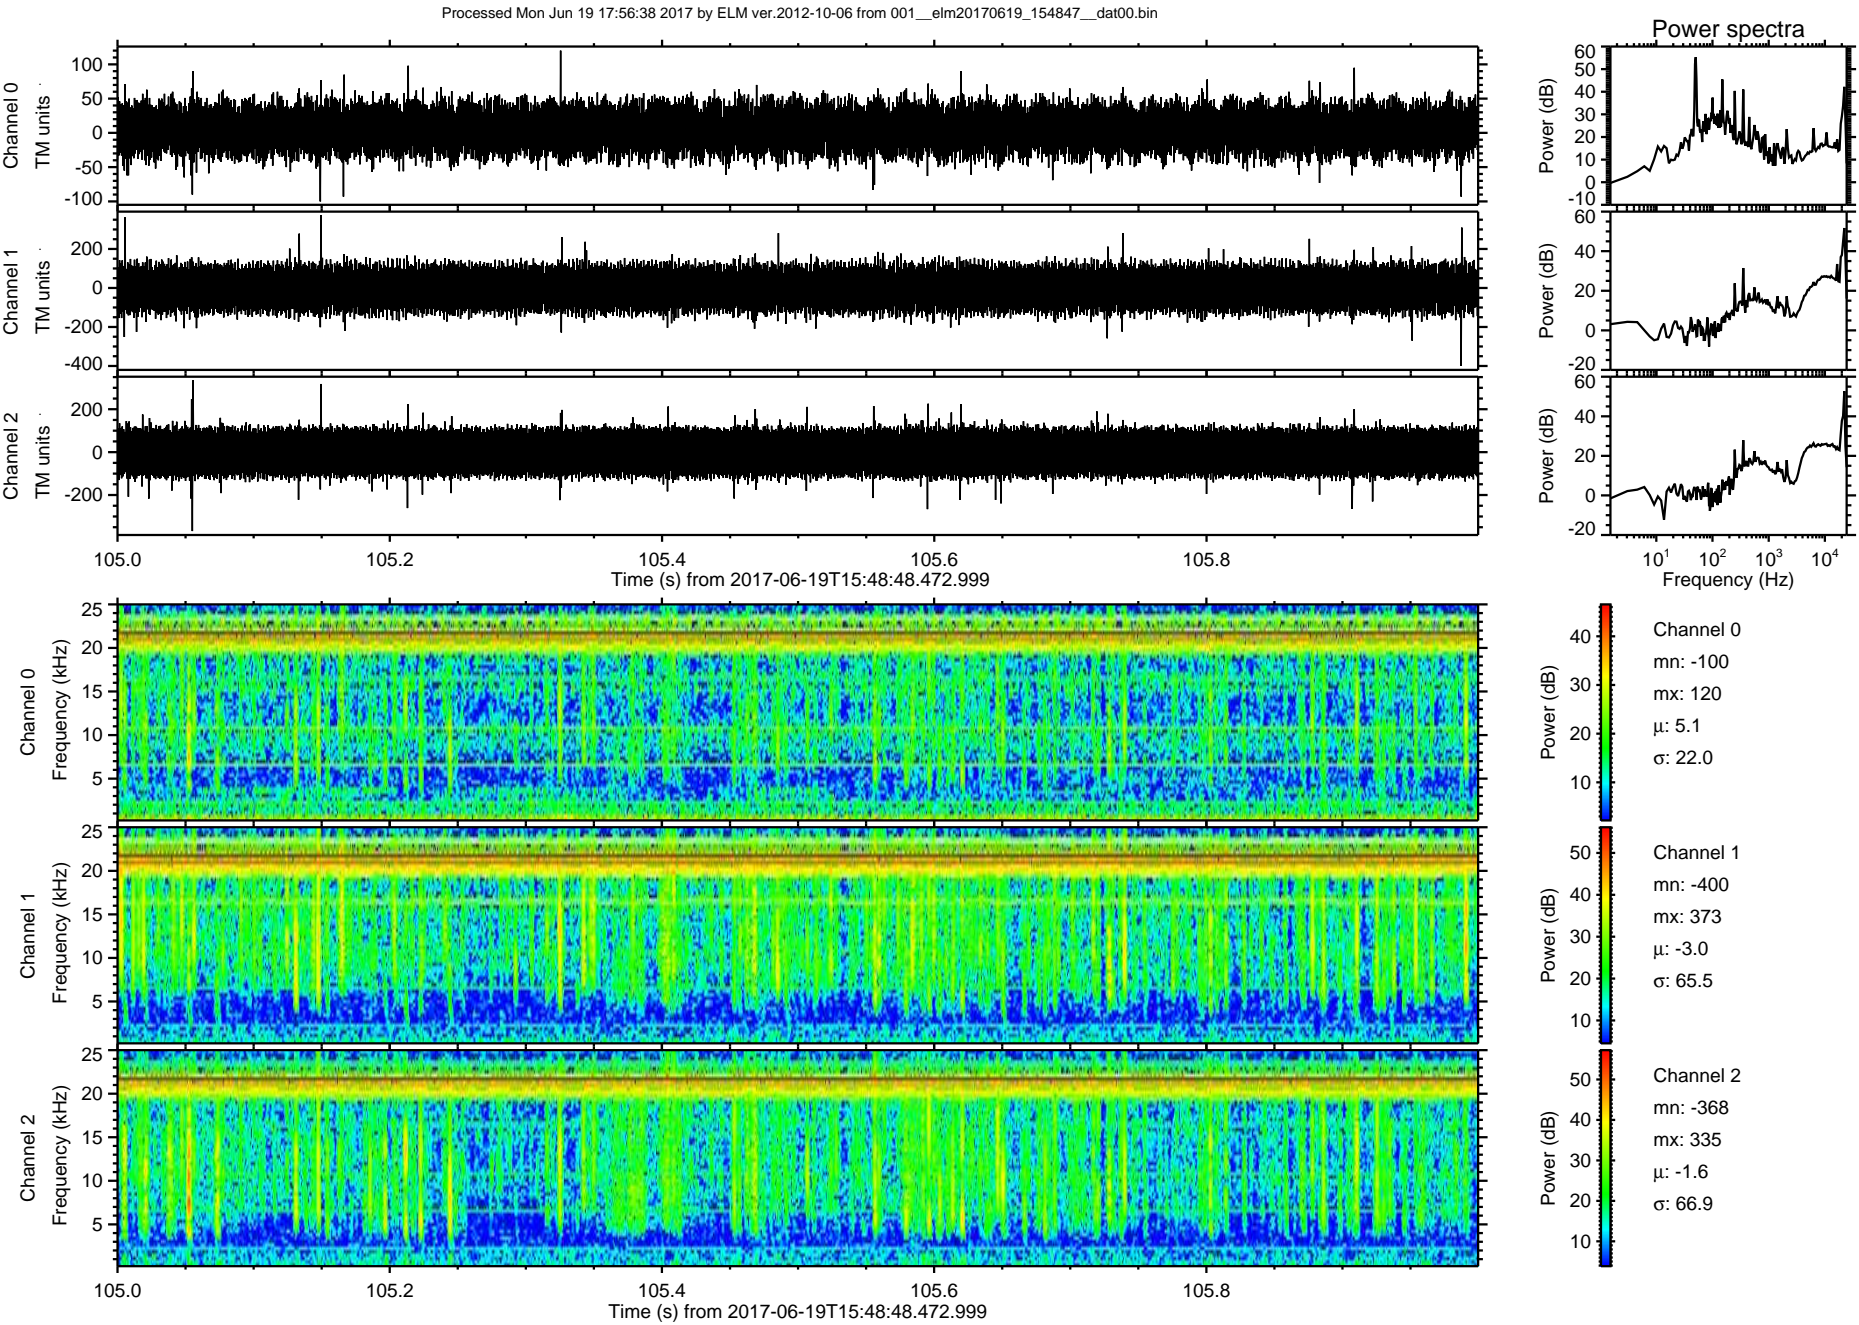 Processed Mon Jun 19 17:56:38 2017 by ELM ver.2012-10-06 from 001__elm20170619_154847__dat00.bin
Power spectra
Channel 0
TM units
100
50
0
-50
-100
Power (dB)
60
50
40
30
20
10
0
-10
Channel 1
TM units
200
0
-200
-400
Power (dB)
60
40
20
0
-20
Channel 2
TM units
200
0
-200
Power (dB)
60
40
20
0
-20
105.0 105.2 105.4 105.6 105.8
Time (s) from 2017-06-19T15:48:48.472.999
10^1 10^2 10^3 10^4
Frequency (Hz)
Channel 0
Frequency (kHz)
25
20
15
10
5
Power (dB)
40
30
20
10
Channel 0
mn: -100
mx: 120
μ: 5.1
σ: 22.0
Channel 1
Frequency (kHz)
25
20
15
10
5
Power (dB)
50
40
30
20
10
Channel 1
mn: -400
mx: 373
μ: -3.0
σ: 65.5
Channel 2
Frequency (kHz)
25
20
15
10
5
Power (dB)
50
40
30
20
10
Channel 2
mn: -368
mx: 335
μ: -1.6
σ: 66.9
105.0 105.2 105.4 105.6 105.8
Time (s) from 2017-06-19T15:48:48.472.999